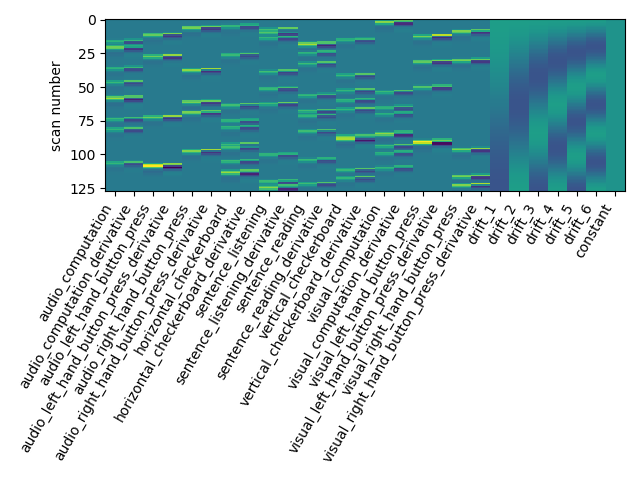 0
25
50
75
100
125
scan number
audio_computation
audio_computation_derivative
audio_left_hand_button_press
audio_left_hand_button_press_derivative
audio_right_hand_button_press
audio_right_hand_button_press_derivative
horizontal_checkerboard
horizontal_checkerboard_derivative
sentence_listening
sentence_listening_derivative
sentence_reading
sentence_reading_derivative
vertical_checkerboard
vertical_checkerboard_derivative
visual_computation
visual_computation_derivative
visual_left_hand_button_press
visual_left_hand_button_press_derivative
visual_right_hand_button_press
visual_right_hand_button_press_derivative
drift_1
drift_2
drift_3
drift_4
drift_5
drift_6
constant